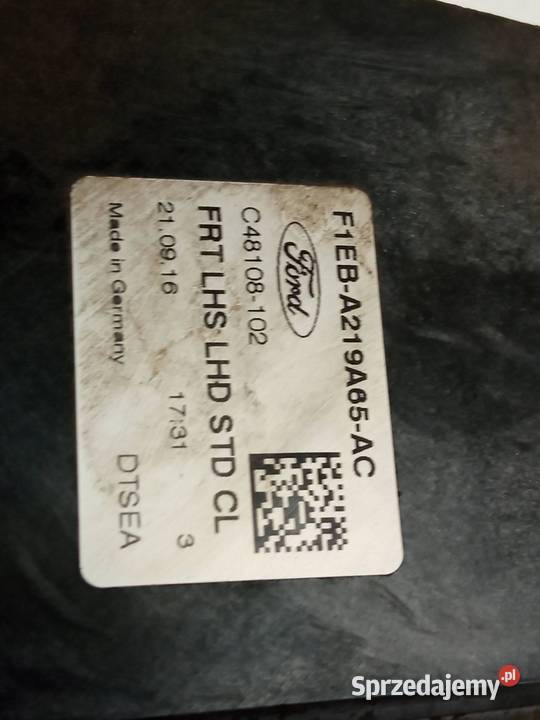 F1EB-A219A65-AC
Ford
C48108-102
FRT LHS LHD STD CL
21.09.16 17:31 3
Made in Germany DTSEA
Sprzedajemy.pl